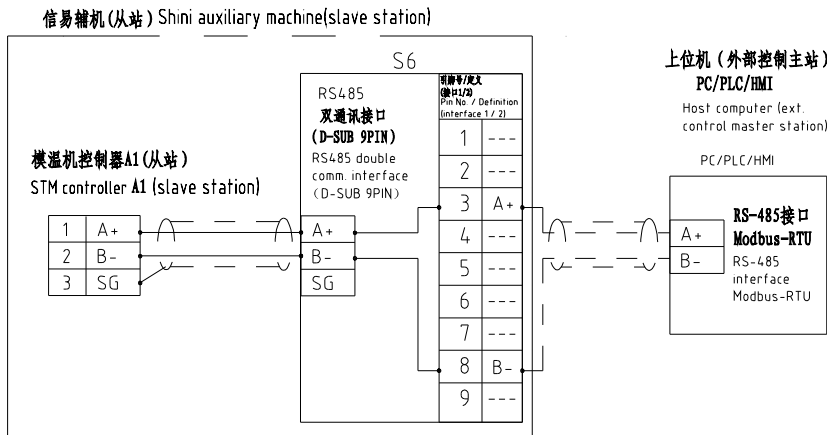 信易辅机(从站) Shini auxiliary machine(slave station)
S6
RS485
双通讯接口
(D-SUB 9PIN)
RS485 double
comm. interface
(D-SUB 9PIN)
引脚号/定义
(接口1/2)
Pin No. / Definition
(interface 1 / 2)
1 ---
2 ---
3 A+
4 ---
5 ---
6 ---
7 ---
8 B-
9 ---
A+
B-
SG
模温机控制器A1(从站)
STM controller A1 (slave station)
1 A+
2 B-
3 SG
上位机(外部控制主站)
PC/PLC/HMI
Host computer (ext.
control master station)
PC/PLC/HMI
A+
B-
RS-485接口
Modbus-RTU
RS-485
interface
Modbus-RTU